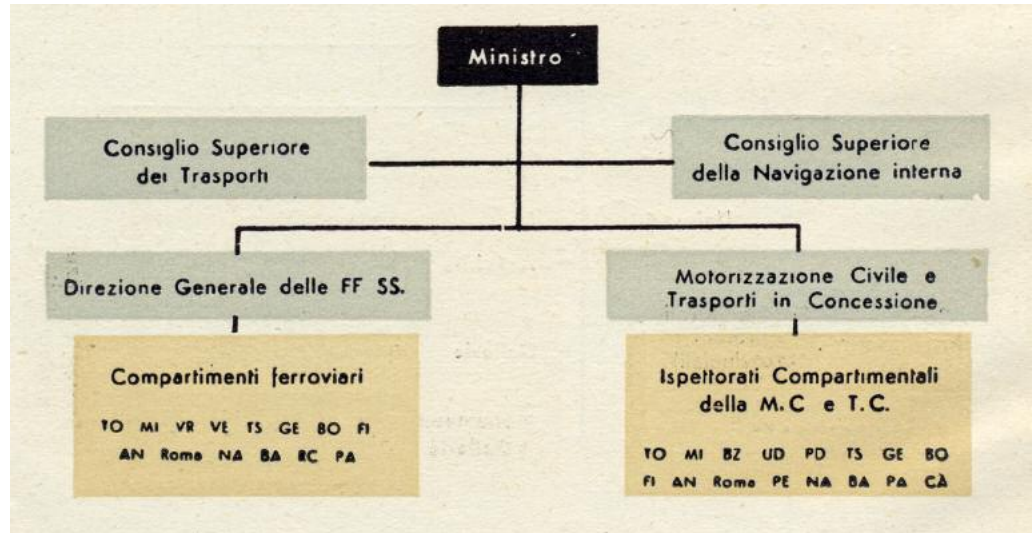 Ministro
Consiglio Superiore
dei Trasporti
Consiglio Superiore
della Navigazione interna
Direzione Generale delle FF SS.
Motorizzazione Civile e
Trasporti in Concessione
Compartimenti ferroviari
TO MI VR VE TS GE BO FI
AN Roma NA BA RC PA
Ispettorati Compartimentali
della M.C e T.C.
TO MI BZ UD PD TS GE BO
FI AN Roma PE NA BA PA CA